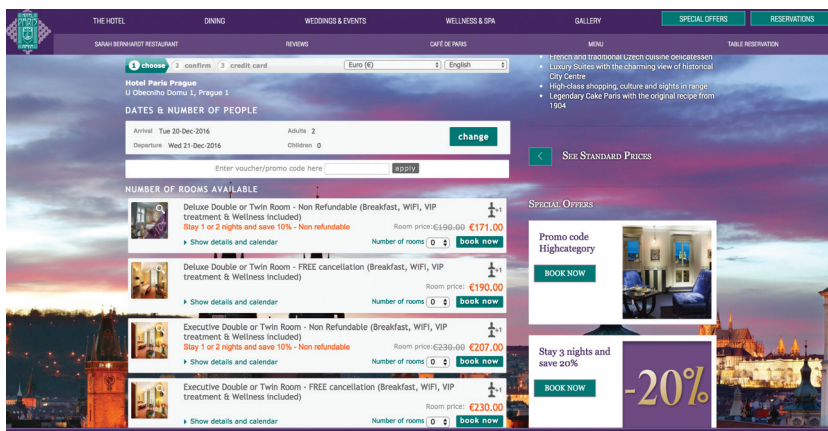 THE HOTEL
DINING
WEDDINGS & EVENTS
WELLNESS & SPA
GALLERY
SPECIAL OFFERS
RESERVATIONS
SARAH BERNHARDT RESTAURANT
REVIEWS
CAFÉ DE PARIS
MENU
TABLE RESERVATION
1 choose
2 confirm
3 credit card
Euro (€)
English
Hotel Paris Prague
U Obecniho Domu 1, Prague 1
DATES & NUMBER OF PEOPLE
Arrival Tue 20-Dec-2016
Adults 2
Departure Wed 21-Dec-2016
Children 0
change
Enter voucher/promo code here
apply
NUMBER OF ROOMS AVAILABLE
Deluxe Double or Twin Room - Non Refundable (Breakfast, WiFi, VIP
treatment & Wellness included)
+1
Stay 1 or 2 nights and save 10% - Non refundable
Room price: €190.00 €171.00
Show details and calendar
Number of rooms 0 book now
Deluxe Double or Twin Room - FREE cancellation (Breakfast, WiFi, VIP
treatment & Wellness included)
+1
Room price: €190.00
Show details and calendar
Number of rooms 0 book now
Executive Double or Twin Room - Non Refundable (Breakfast, WiFi, VIP
treatment & Wellness included)
+1
Stay 1 or 2 nights and save 10% - Non refundable
Room price: €230.00 €207.00
Show details and calendar
Number of rooms 0 book now
Executive Double or Twin Room - FREE cancellation (Breakfast, WiFi, VIP
treatment & Wellness included)
+1
Room price: €230.00
Show details and calendar
Number of rooms 0 book now
French and traditional Czech cuisine delicatessen
Luxury Suites with the charming view of historical
City Centre
High-class shopping, culture and sights in range
Legendary Cake Paris with the original recipe from
1904
SEE STANDARD PRICES
SPECIAL OFFERS
Promo code
Highcategory
BOOK NOW
Stay 3 nights and
save 20%
BOOK NOW
-20%